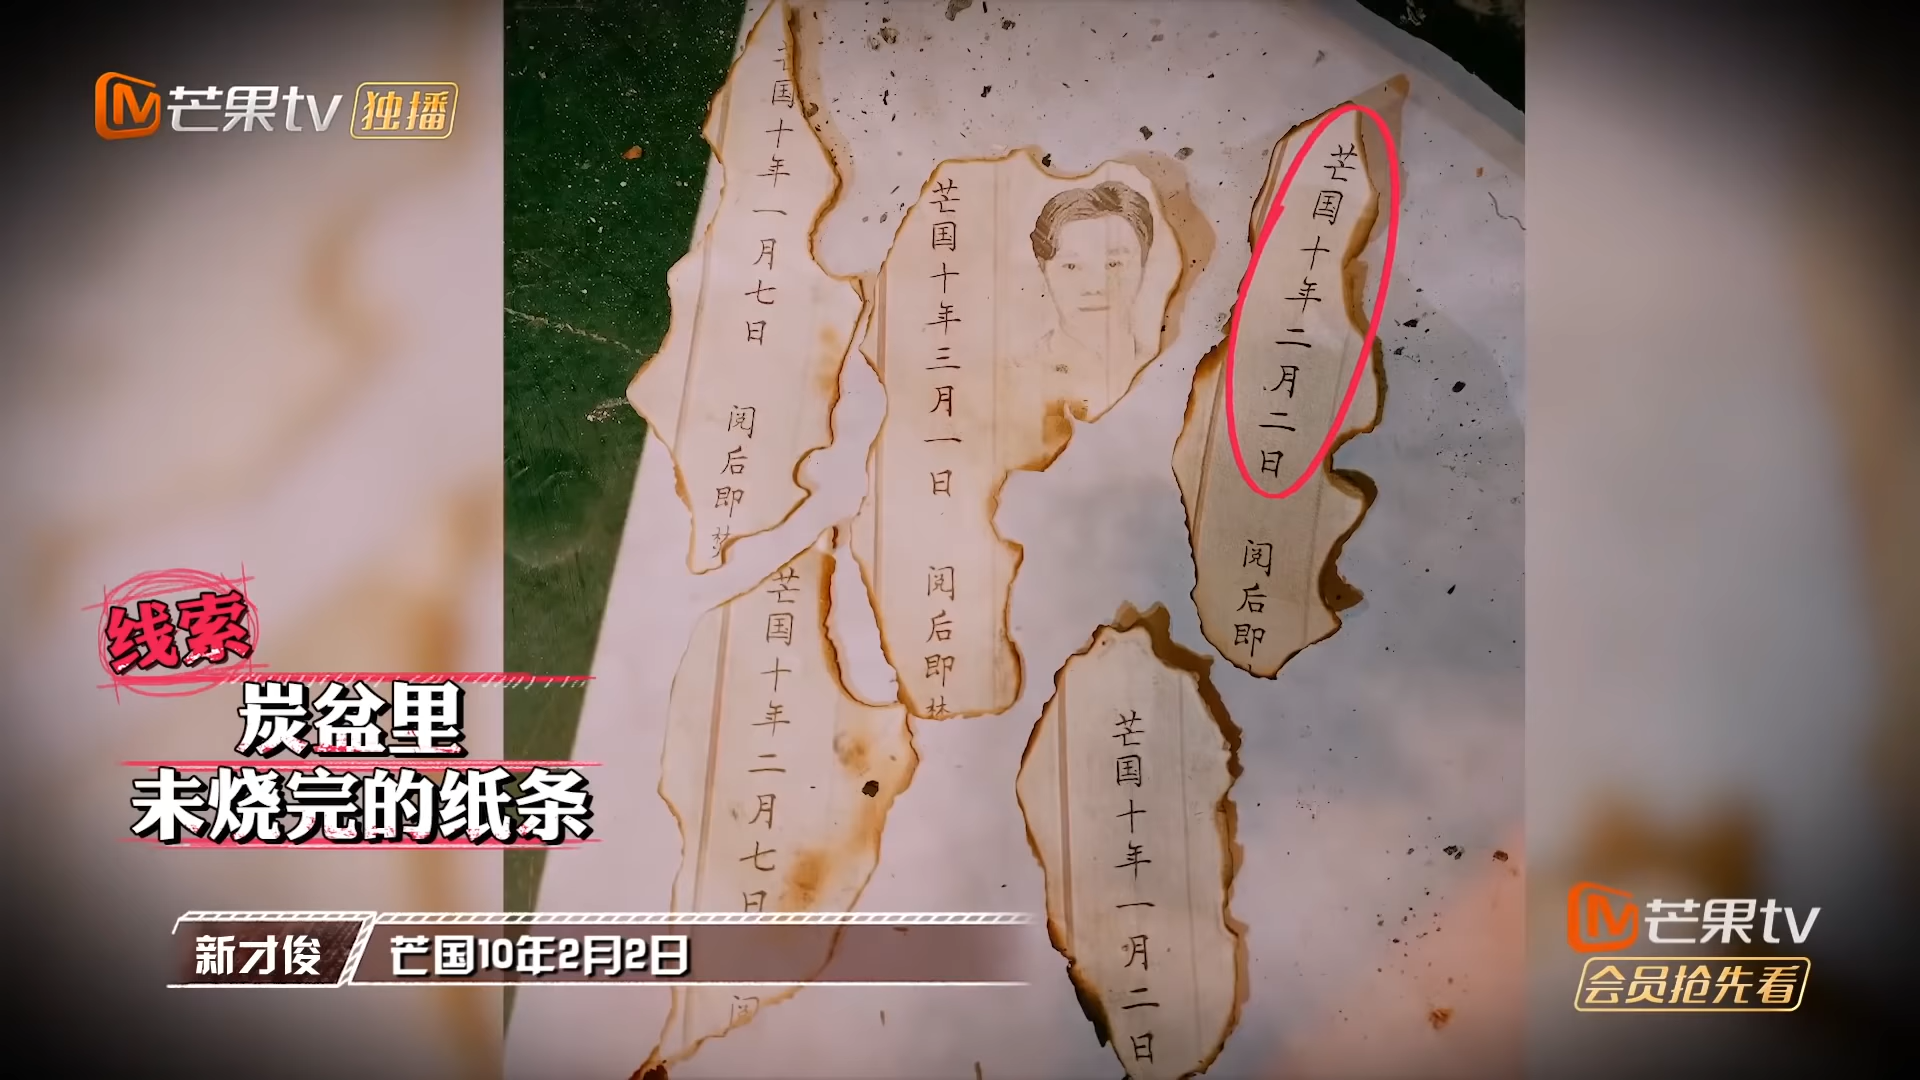 芒果tv 独播
芒国十年一月七日 阅后即
芒国十年三月一日 阅后即
芒国十年二月二日 阅后即
芒国十年二月七日 阅
芒国十年一月二日
线索
炭盆里
未烧完的纸条
新才俊 芒国10年2月2日
芒果tv
会员抢先看